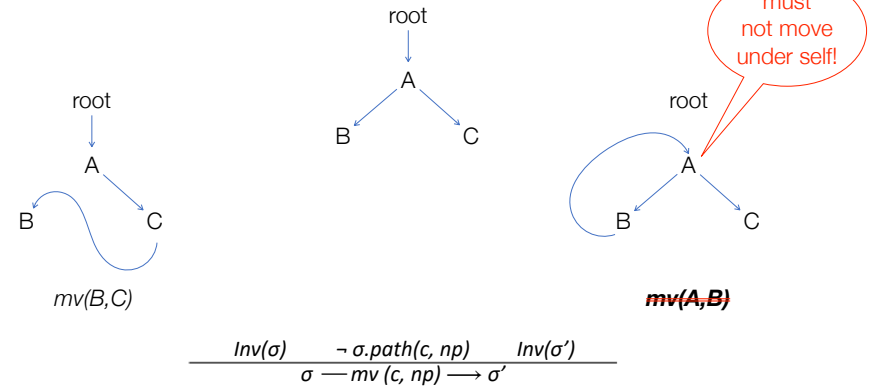 must
not move
under self!
root
A
B
C
root
A
B
C
mv(B,C)
root
A
B
C
mv(A,B)
Inv(σ) ¬ σ.path(c, np) Inv(σ’)
σ — mv (c, np) ⟶ σ’